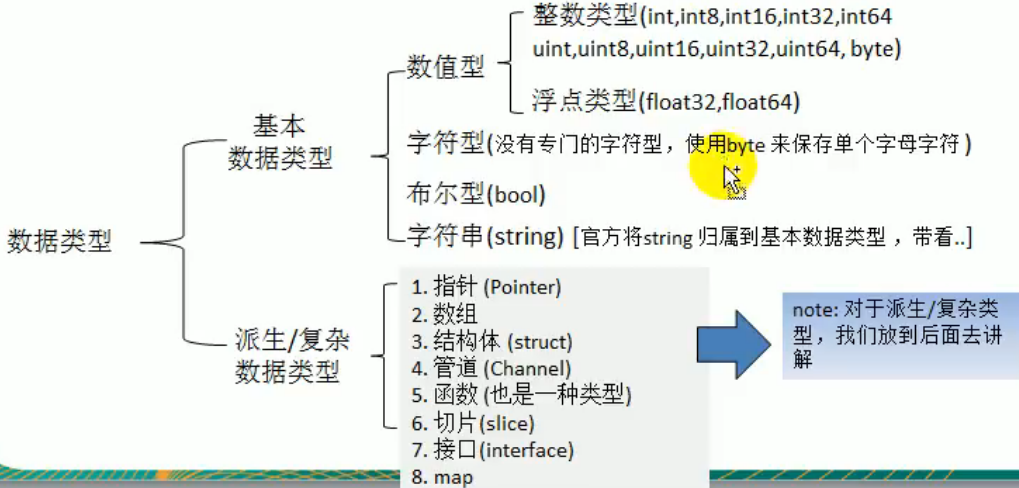 数据类型
基本
数据类型
数值型
整数类型(int,int8,int16,int32,int64
uint,uint8,uint16,uint32,uint64, byte)
浮点类型(float32,float64)
字符型(没有专门的字符型，使用byte 来保存单个字母字符 )
布尔型(bool)
字符串(string) [官方将string 归属到基本数据类型 ，带看..]
派生/复杂
数据类型
1. 指针 (Pointer)
2. 数组
3. 结构体 (struct)
4. 管道 (Channel)
5. 函数 (也是一种类型)
6. 切片(slice)
7. 接口(interface)
8. map
note: 对于派生/复杂类
型，我们放到后面去讲
解